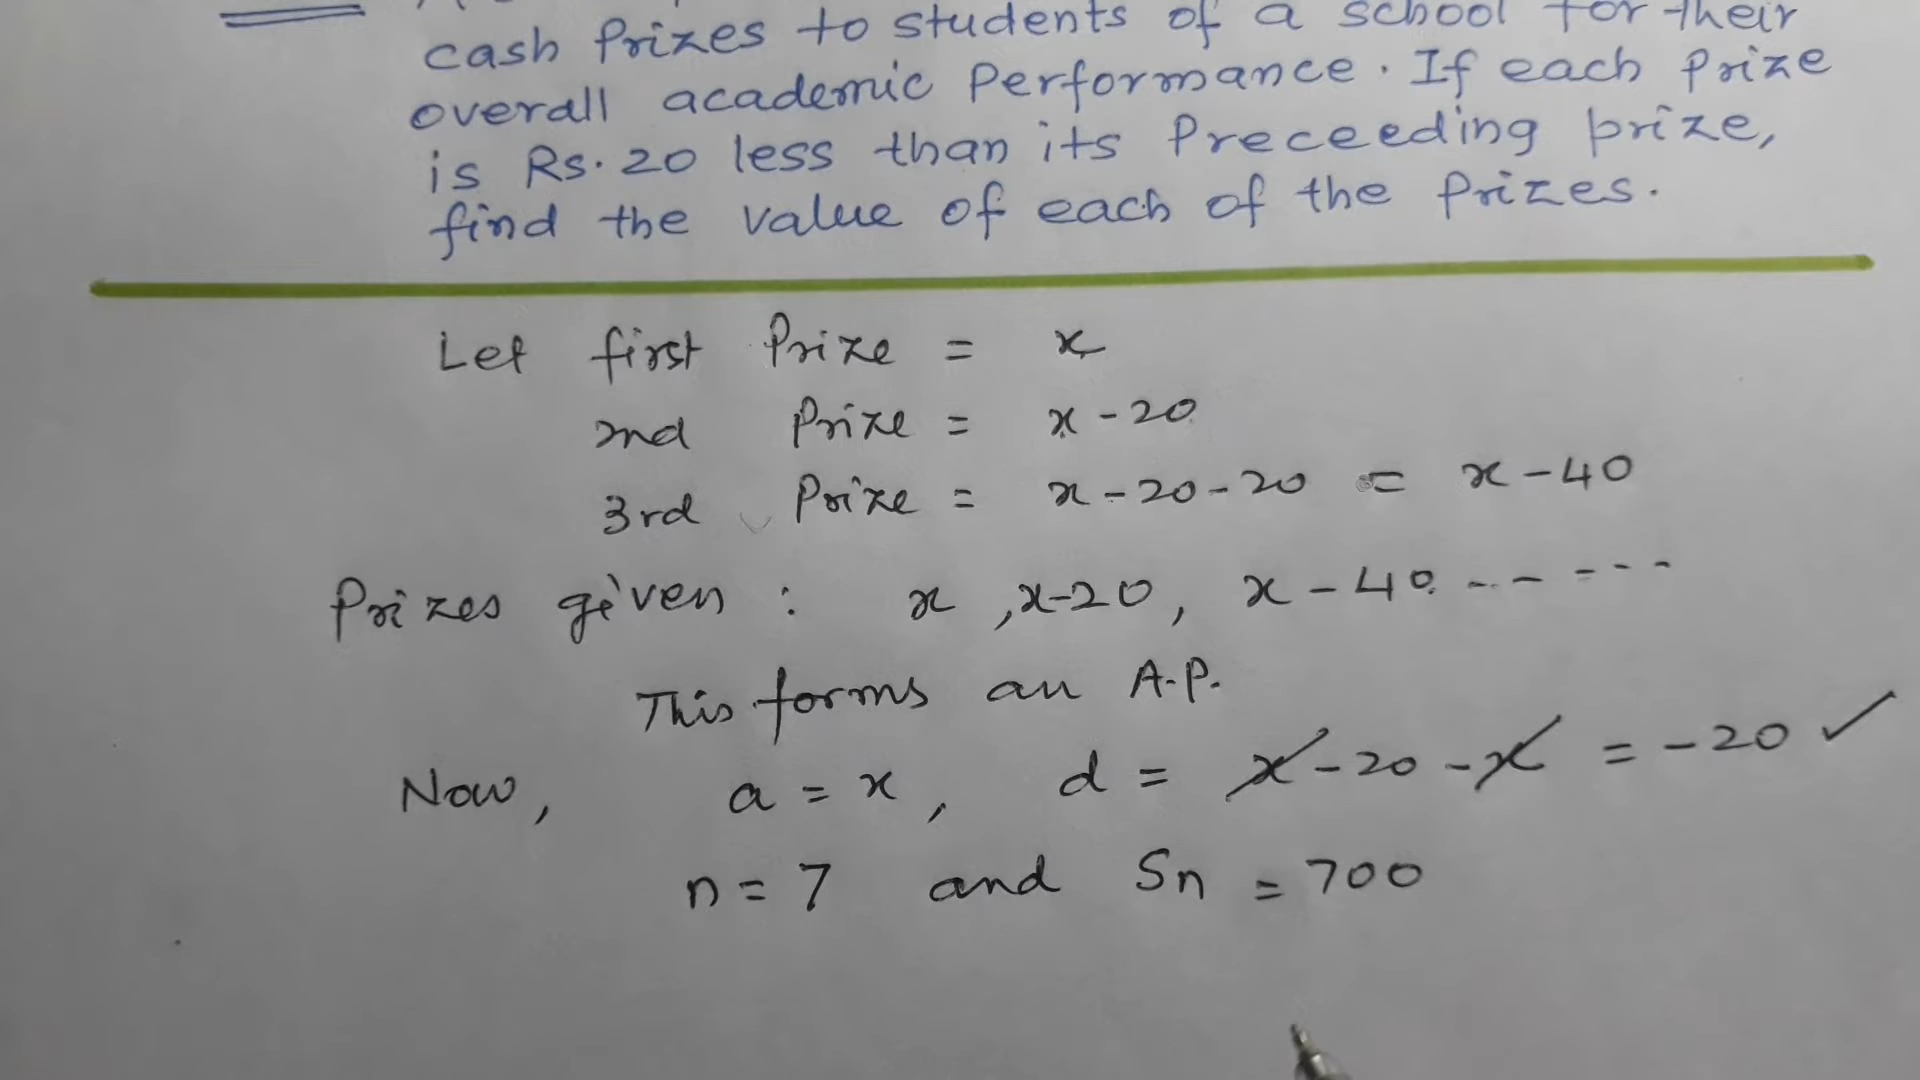 cash Prizes to students of a school for their
overall academic Performance. If each Prize
is Rs. 20 less than its Preceeding prize,
find the value of each of the Prizes.
Let first Prize = x
2nd Prize = x - 20
3rd Prize = x - 20 - 20 = x - 40
Prizes given : x , x-20 , x - 40 - - - - - -
This forms an A.P.
Now, a = x , d = x - 20 - x = - 20 ✓
n = 7 and Sn = 700